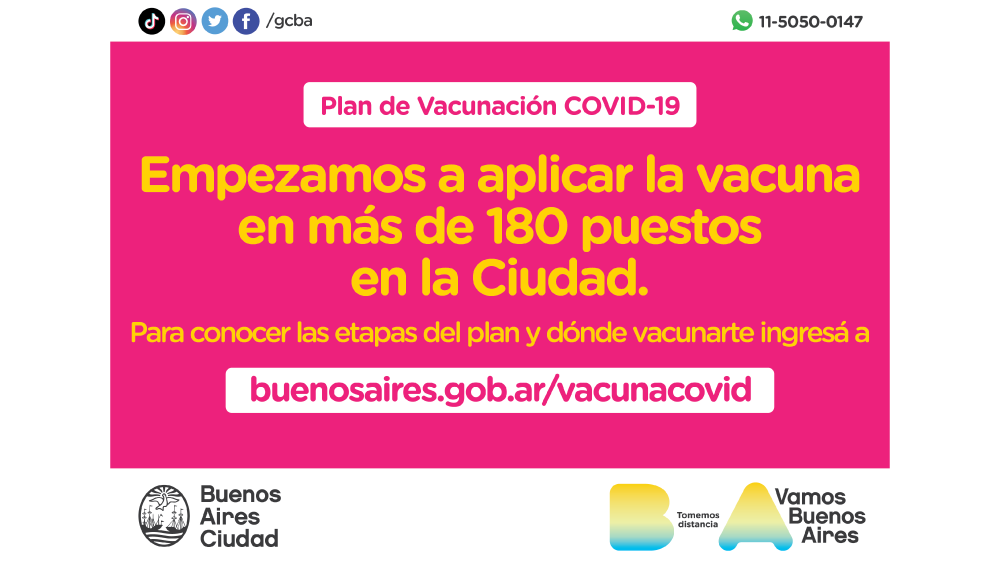 /gcba
11-5050-0147
Plan de Vacunación COVID-19
Empezamos a aplicar la vacuna
en más de 180 puestos
en la Ciudad.
Para conocer las etapas del plan y dónde vacunarte ingresá a
buenosaires.gob.ar/vacunacovid
Buenos
Aires
Ciudad
BA
Tomemos
distancia
Vamos
Buenos
Aires